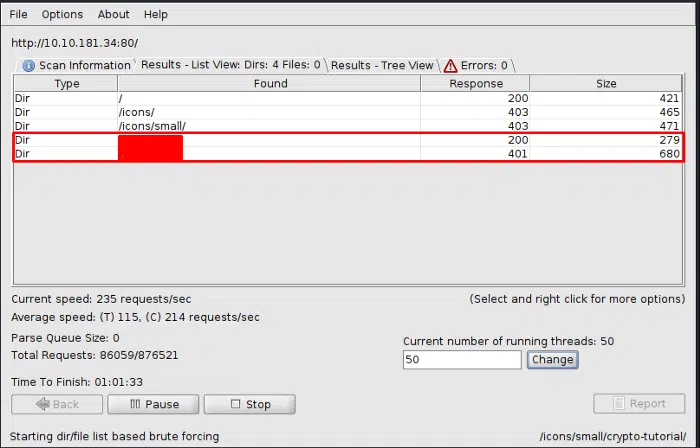 File Options About Help
http://10.10.181.34:80/
Scan Information Results - List View: Dirs: 4 Files: 0 Results - Tree View Errors: 0
Type Found Response Size
Dir / 200 421
Dir /icons/ 403 465
Dir /icons/small/ 403 471
Dir 200 279
Dir 401 680
Current speed: 235 requests/sec (Select and right click for more options)
Average speed: (T) 115, (C) 214 requests/sec
Parse Queue Size: 0
Current number of running threads: 50
Total Requests: 86059/876521
50 Change
Time To Finish: 01:01:33
Back Pause Stop Report
Starting dir/file list based brute forcing /icons/small/crypto-tutorial/